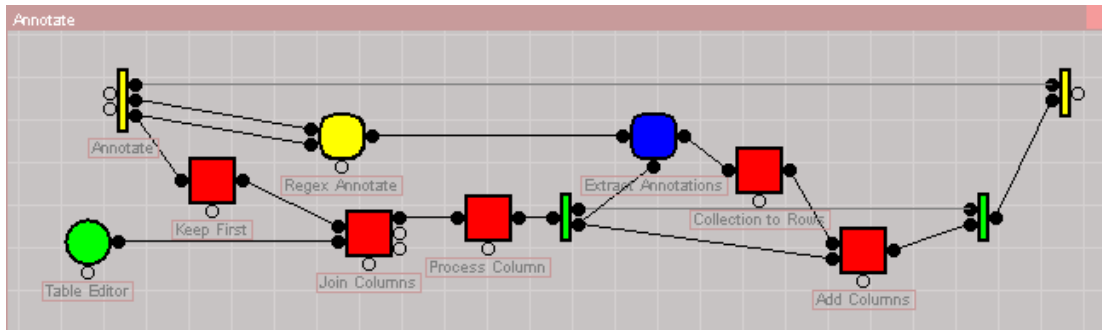 Annotate
Annotate
Regex Annotate
Extract Annotations
Keep First
Collection to Rows
Join Columns
Process Column
Table Editor
Add Columns